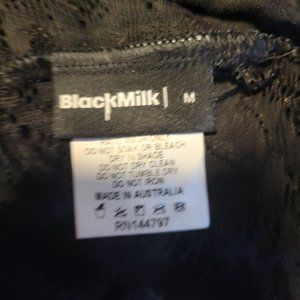 BlackMilk M
DO NOT SOAK OR BLEACH
DRY IN SHADE
DO NOT DRY CLEAN
DO NOT TUMBLE DRY
DO NOT IRON
MADE IN AUSTRALIA
RN144797